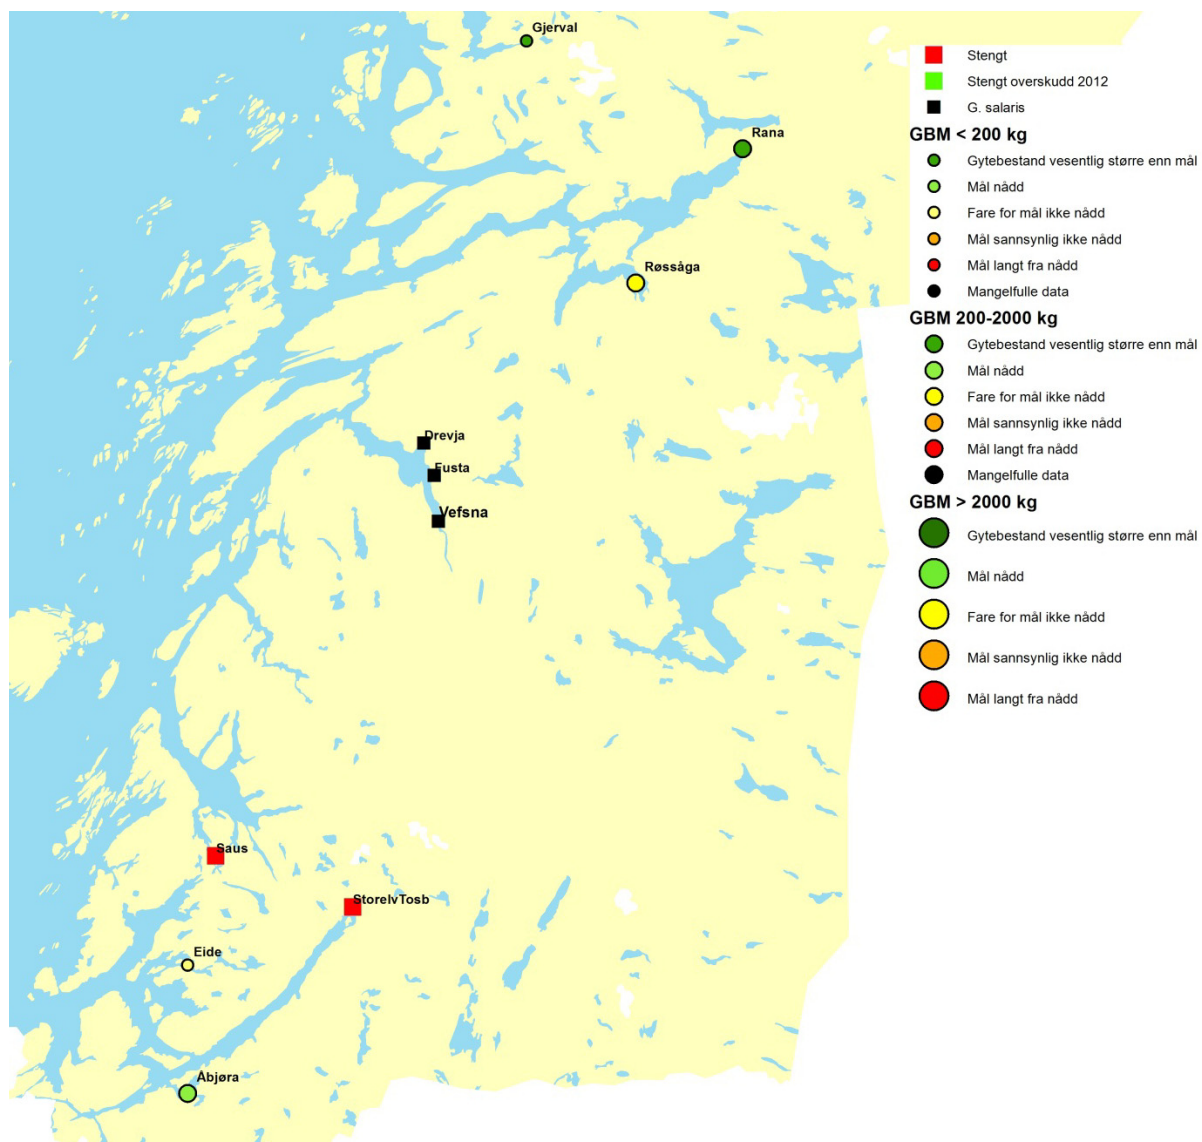 Gjerval
Rana
Røssåga
Drevja
Fusta
Vefsna
Saus
StorelvTosb
Eide
Åbjøra
Stengt
Stengt overskudd 2012
G. salaris
GBM < 200 kg
Gytebestand vesentlig større enn mål
Mål nådd
Fare for mål ikke nådd
Mål sannsynlig ikke nådd
Mål langt fra nådd
Mangelfulle data
GBM 200-2000 kg
Gytebestand vesentlig større enn mål
Mål nådd
Fare for mål ikke nådd
Mål sannsynlig ikke nådd
Mål langt fra nådd
Mangelfulle data
GBM > 2000 kg
Gytebestand vesentlig større enn mål
Mål nådd
Fare for mål ikke nådd
Mål sannsynlig ikke nådd
Mål langt fra nådd